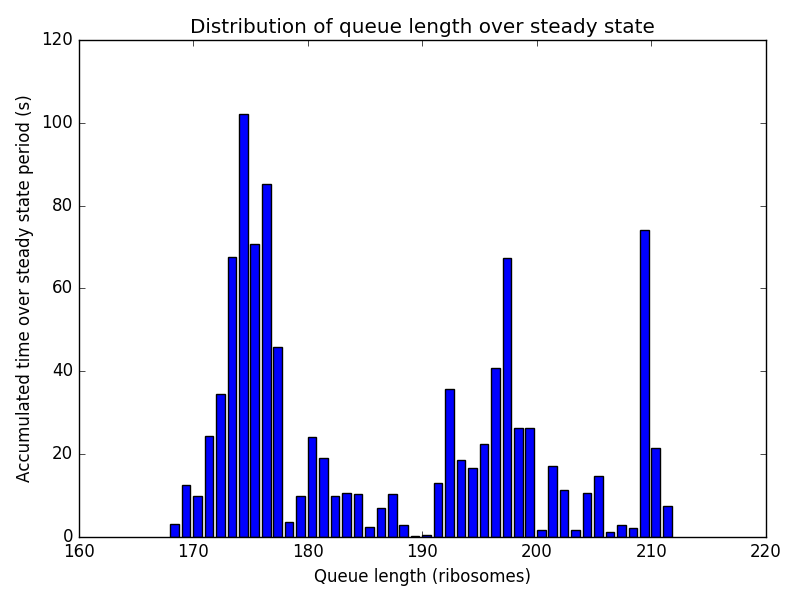 Distribution of queue length over steady state
120
100
80
60
40
20
0
Accumulated time over steady state period (s)
160 170 180 190 200 210 220
Queue length (ribosomes)